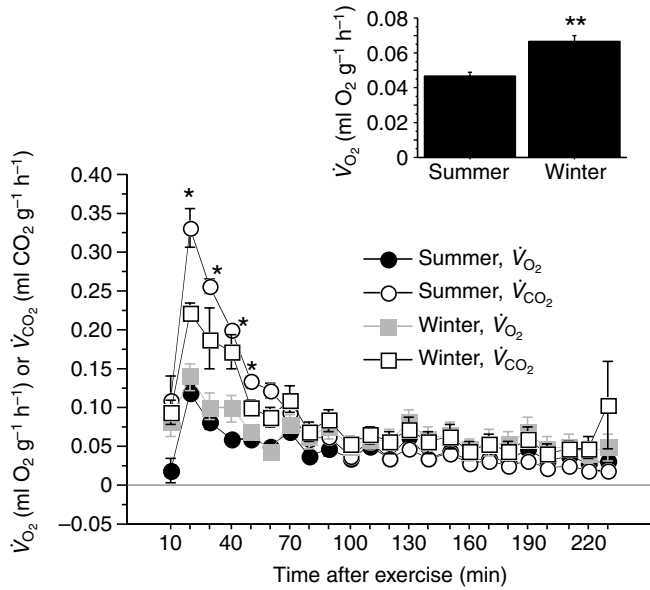 **
0.08
0.06
0.04
0.02
0
V̇O₂ (ml O₂ g⁻¹ h⁻¹)
Summer Winter
0.40
0.35
0.30
0.25
0.20
0.15
0.10
0.05
0
–0.05
V̇O₂ (ml O₂ g⁻¹ h⁻¹) or V̇CO₂ (ml CO₂ g⁻¹ h⁻¹)
*
*
*
*
Summer, V̇O₂
Summer, V̇CO₂
Winter, V̇O₂
Winter, V̇CO₂
10 40 70 100 130 160 190 220
Time after exercise (min)